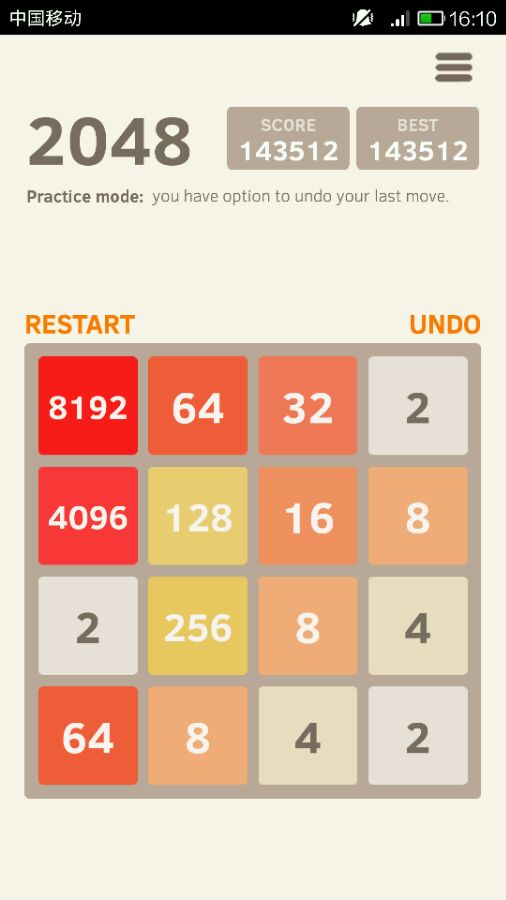 中国移动 16:10
2048
SCORE BEST
143512 143512
Practice mode: you have option to undo your last move.
RESTART UNDO
8192 64 32 2
4096 128 16 8
2 256 8 4
64 8 4 2